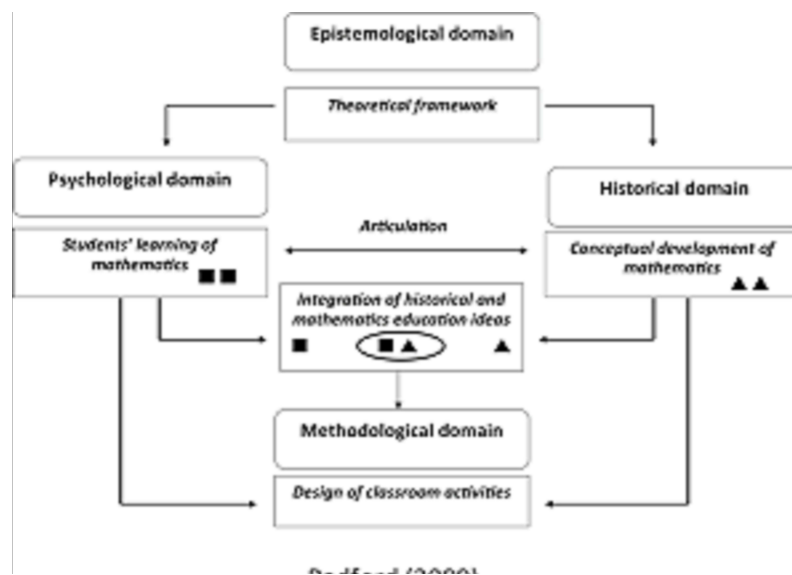 Epistemological domain
Theoretical framework
Psychological domain
Historical domain
Articulation
Students' learning of
mathematics
Conceptual development of
mathematics
Integration of historical and
mathematics education ideas
Methodological domain
Design of classroom activities